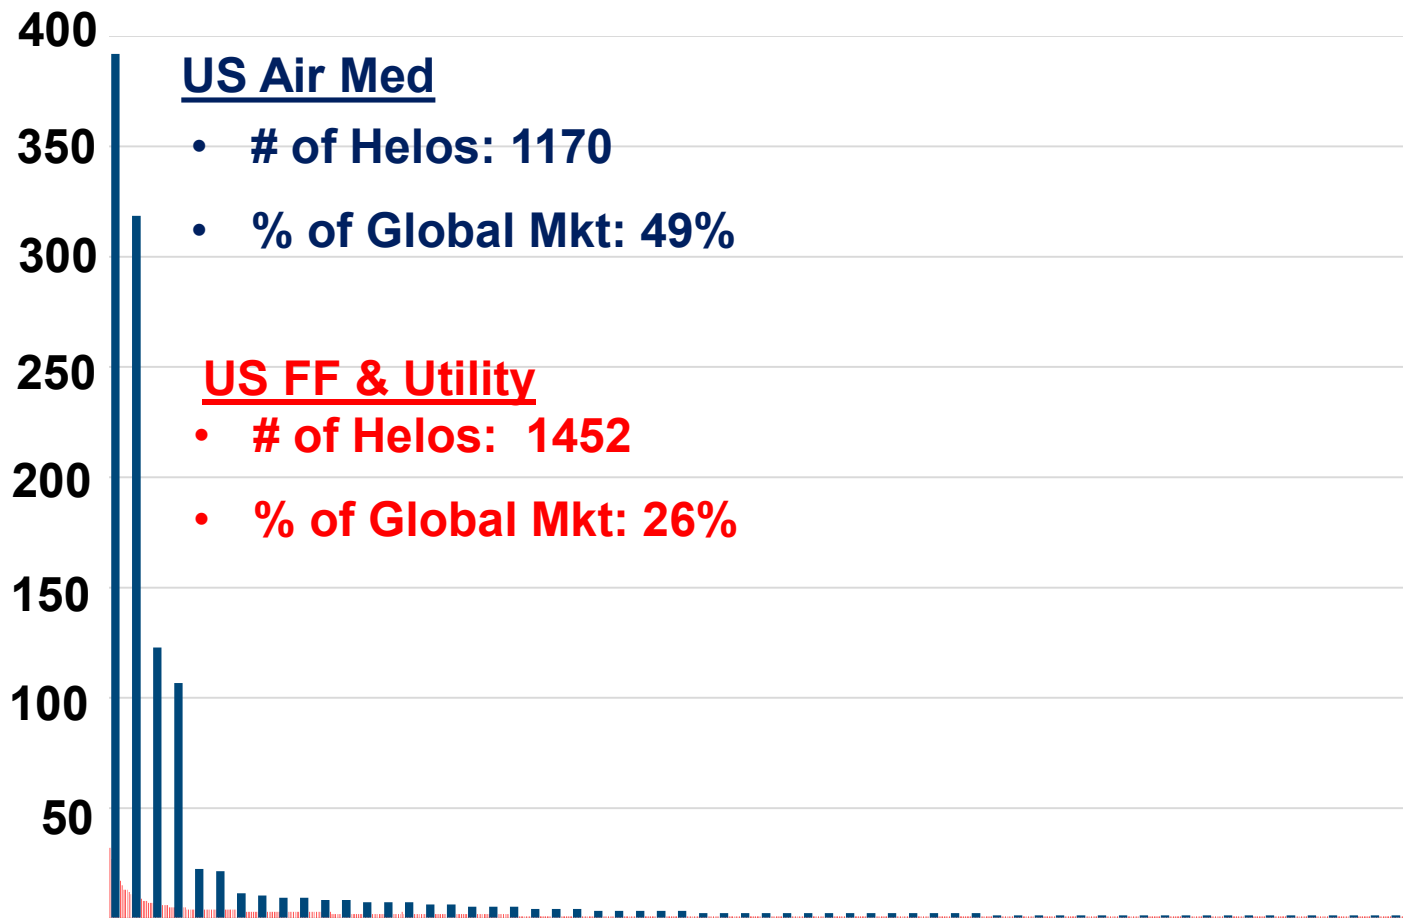 400
US Air Med
350
• # of Helos: 1170
• % of Global Mkt: 49%
300
250
US FF & Utility
• # of Helos: 1452
200
• % of Global Mkt: 26%
150
100
50